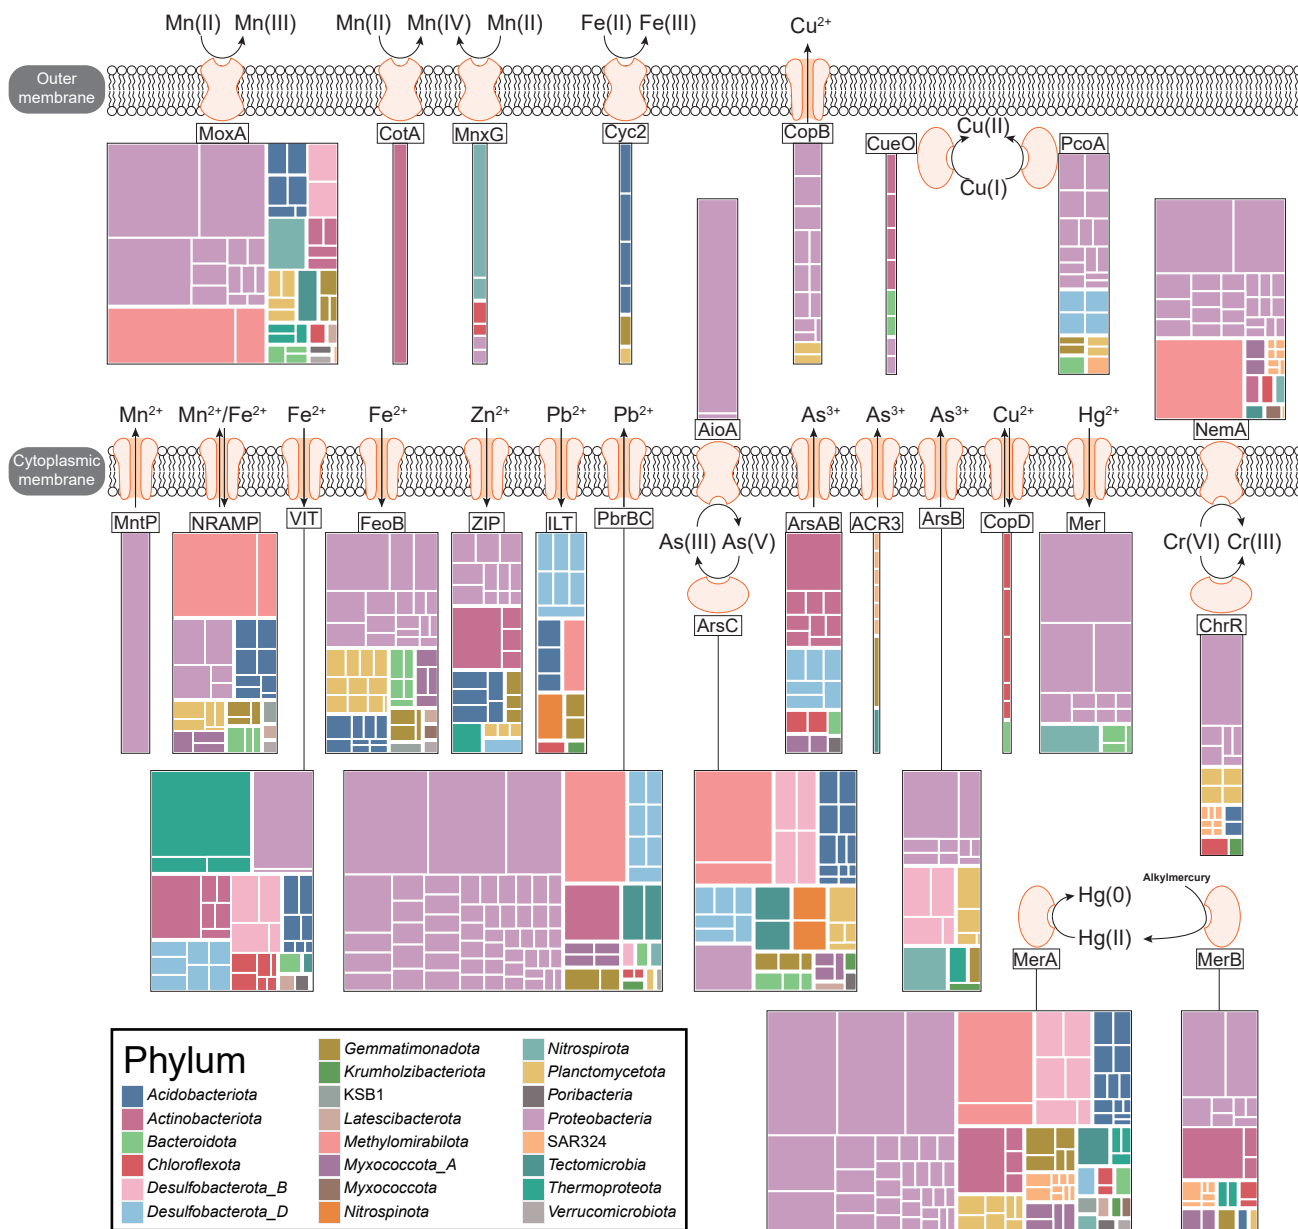 Mn(II) Mn(III) Mn(II) Mn(IV) Mn(II) Fe(II) Fe(III) Cu²⁺
Outer
membrane
MoxA CotA MnxG Cyc2 CopB CueO Cu(II) PcoA
Cu(I)
Mn²⁺ Mn²⁺/Fe²⁺ Fe²⁺ Fe²⁺ Zn²⁺ Pb²⁺ Pb²⁺ AioA As³⁺ As³⁺ As³⁺ Cu²⁺ Hg²⁺ NemA
Cytoplasmic
membrane
MntP NRAMP VIT FeoB ZIP ILT PbrBC ArsAB ACR3 ArsB CopD Mer
As(III) As(V) Cr(VI) Cr(III)
ArsC ChrR
Alkylmercury
Hg(0)
Hg(II)
MerA MerB
Phylum
Acidobacteriota
Actinobacteriota
Bacteroidota
Chloroflexota
Desulfobacterota_B
Desulfobacterota_D
Gemmatimonadota
Krumholzibacteriota
KSB1
Latescibacterota
Methylomirabilota
Myxococcota_A
Myxococcota
Nitrospinota
Nitrospirota
Planctomycetota
Poribacteria
Proteobacteria
SAR324
Tectomicrobia
Thermoproteota
Verrucomicrobiota